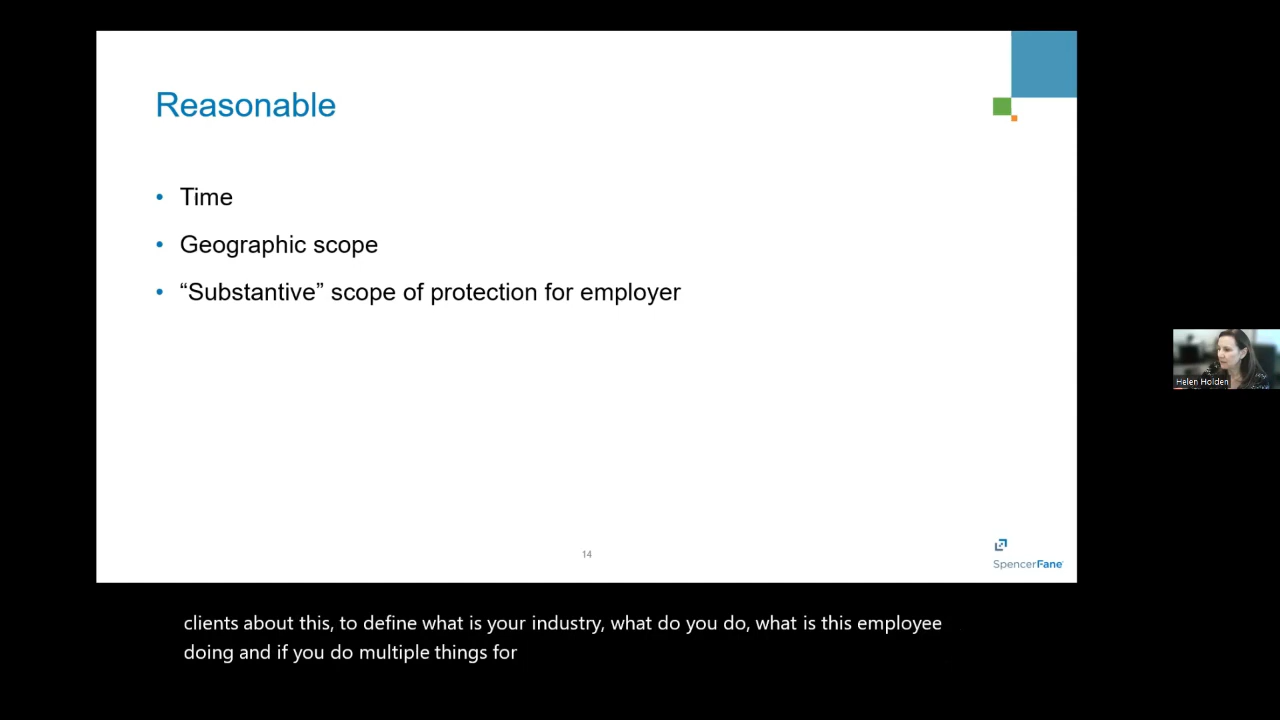 Reasonable
• Time
• Geographic scope
• “Substantive” scope of protection for employer
Helen Holden
14
SpencerFane
clients about this, to define what is your industry, what do you do, what is this employee
doing and if you do multiple things for